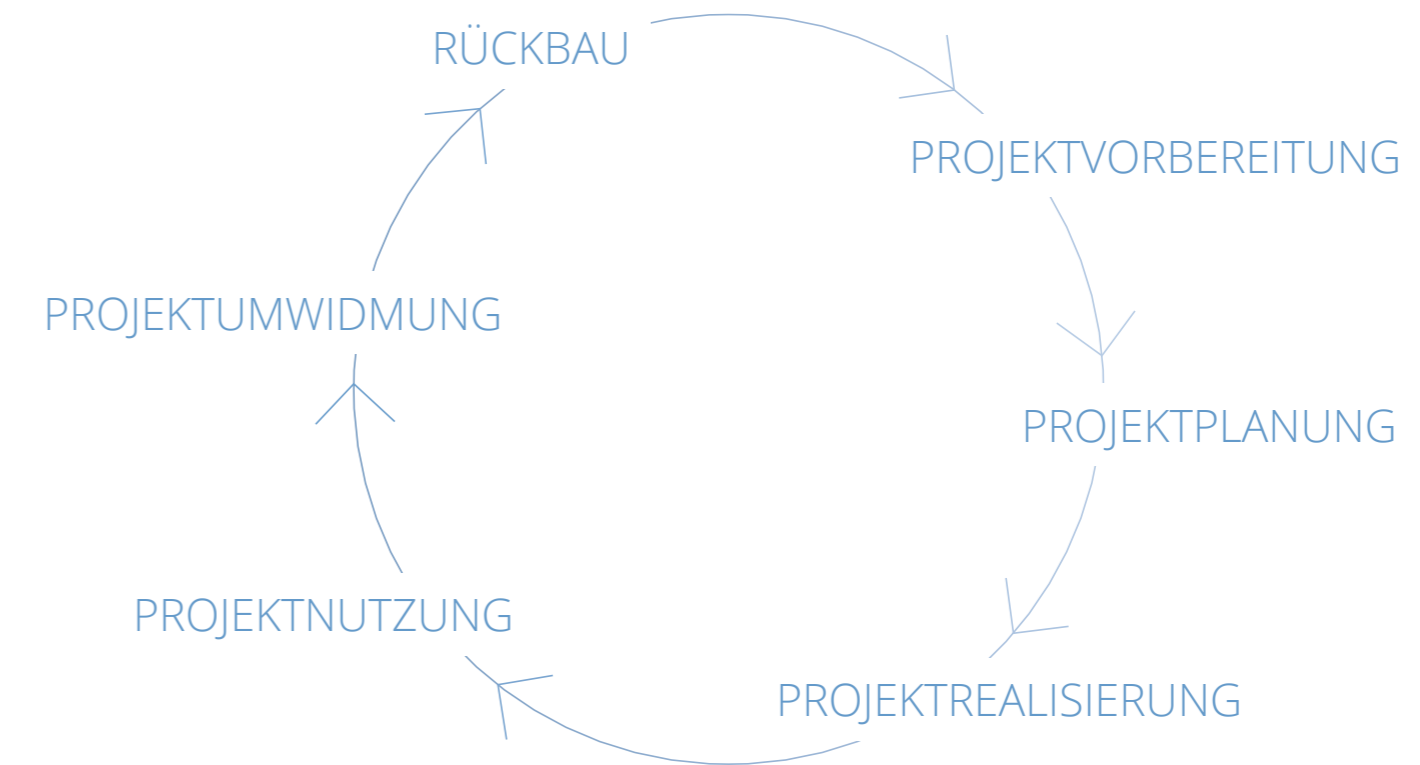 RÜCKBAU
PROJEKTVORBEREITUNG
PROJEKTUMWIDMUNG
PROJEKTPLANUNG
PROJEKTNUTZUNG
PROJEKTREALISIERUNG